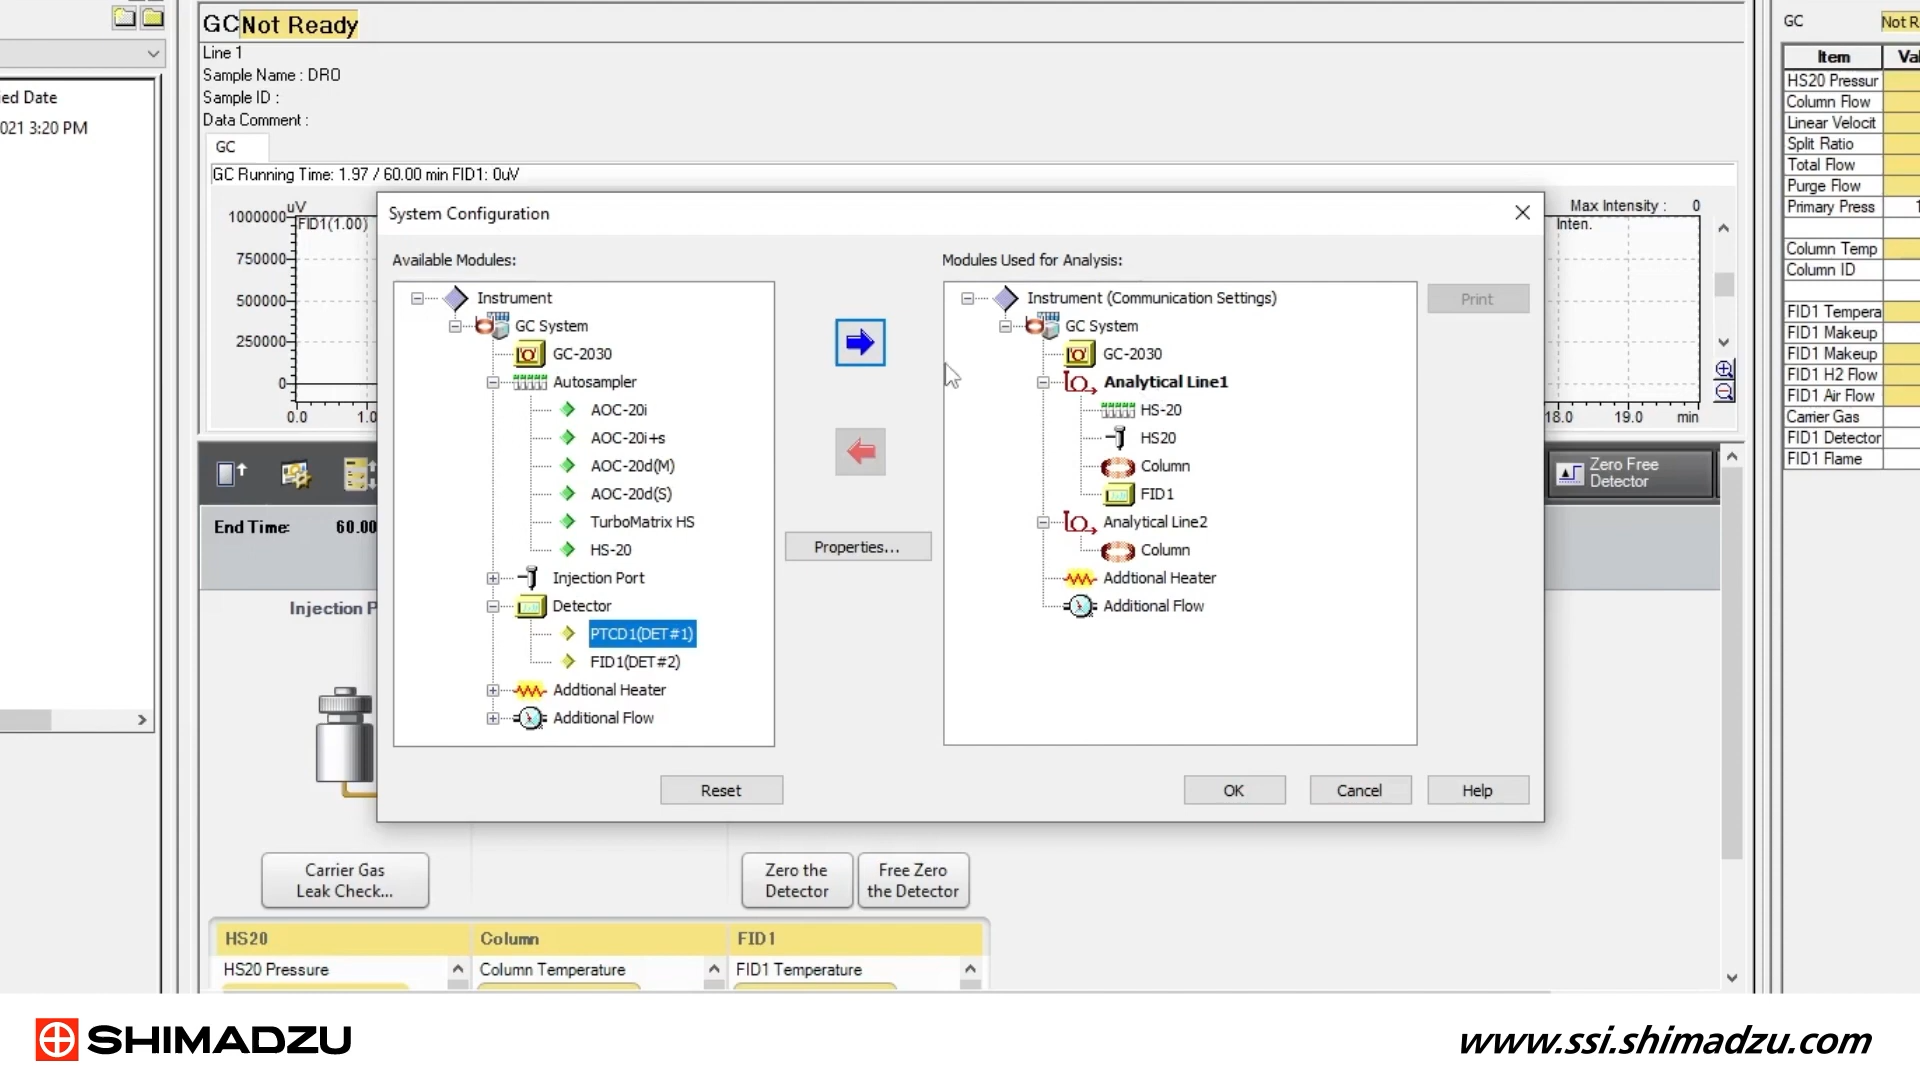 ied Date
021 3:20 PM
GC Not Ready
Line 1
Sample Name : DRO
Sample ID :
Data Comment :
GC
GC Running Time: 1.97 / 60.00 min FID1: 0uV
uV
1000000
750000
500000
250000
0
FID1(1.00)
0.0
1.0
Max Intensity : 0
Inten.
18.0
19.0
min
System Configuration
Available Modules:
Instrument
GC System
GC-2030
Autosampler
AOC-20i
AOC-20i+s
AOC-20d(M)
AOC-20d(S)
TurboMatrix HS
HS-20
Injection Port
Detector
PTCD1(DET#1)
FID1(DET#2)
Addtional Heater
Additional Flow
Properties...
Modules Used for Analysis:
Instrument (Communication Settings)
GC System
GC-2030
Analytical Line1
HS-20
HS20
Column
FID1
Analytical Line2
Column
Addtional Heater
Additional Flow
Print
Reset
OK
Cancel
Help
End Time: 60.00
Zero Free
Detector
Injection P
Carrier Gas
Leak Check...
Zero the
Detector
Free Zero
the Detector
HS20
Column
FID1
HS20 Pressure
Column Temperature
FID1 Temperature
GC
Not R
Item
Val
HS20 Pressur
Column Flow
Linear Velocit
Split Ratio
Total Flow
Purge Flow
Primary Press
1
Column Temp
Column ID
FID1 Tempera
FID1 Makeup
FID1 Makeup
FID1 H2 Flow
FID1 Air Flow
Carrier Gas
FID1 Detector
FID1 Flame
SHIMADZU
www.ssi.shimadzu.com